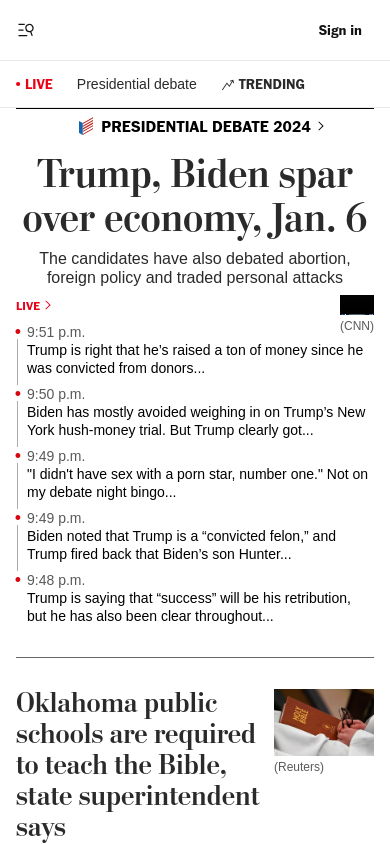 Sign in
LIVE
Presidential debate
TRENDING
PRESIDENTIAL DEBATE 2024
Trump, Biden spar
over economy, Jan. 6
The candidates have also debated abortion,
foreign policy and traded personal attacks
LIVE
(CNN)
9:51 p.m.
Trump is right that he’s raised a ton of money since he
was convicted from donors...
9:50 p.m.
Biden has mostly avoided weighing in on Trump’s New
York hush-money trial. But Trump clearly got...
9:49 p.m.
"I didn't have sex with a porn star, number one." Not on
my debate night bingo...
9:49 p.m.
Biden noted that Trump is a “convicted felon,” and
Trump fired back that Biden’s son Hunter...
9:48 p.m.
Trump is saying that “success” will be his retribution,
but he has also been clear throughout...
Oklahoma public
schools are required
to teach the Bible,
state superintendent
says
(Reuters)